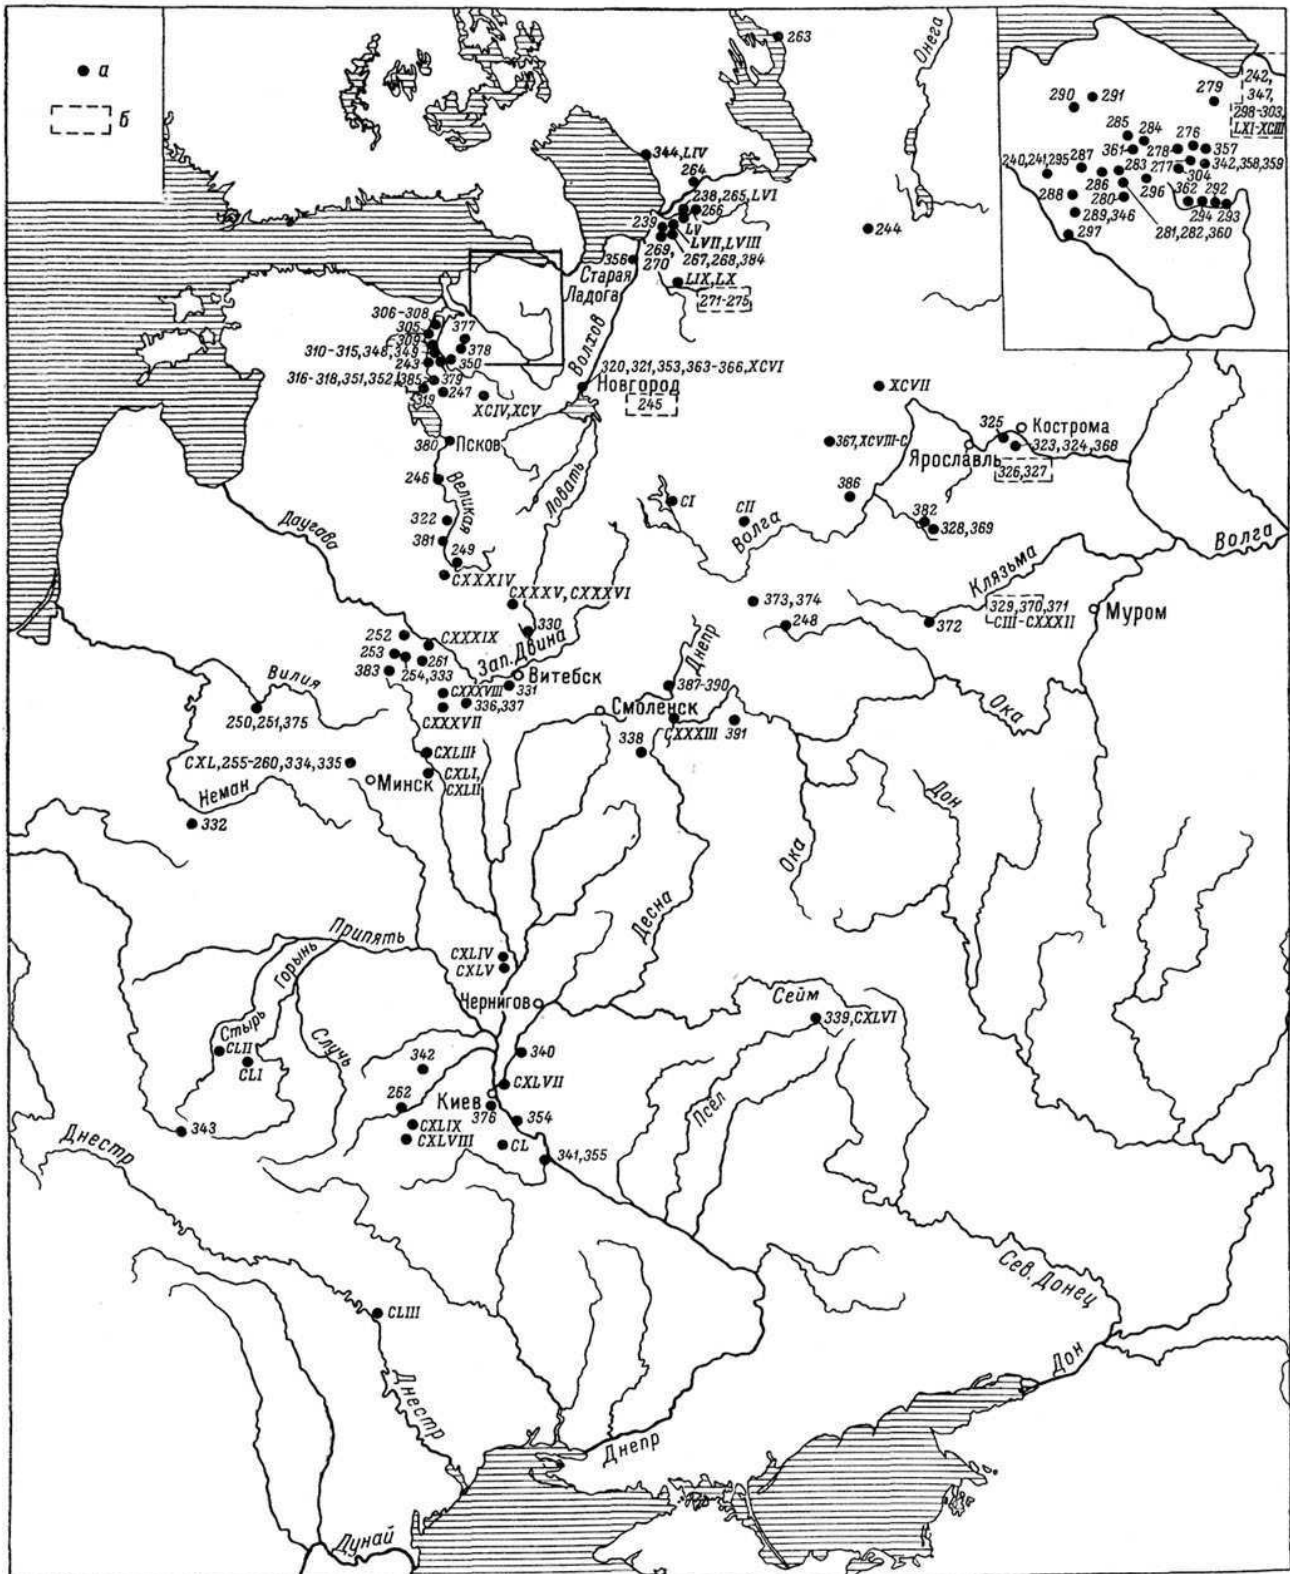 а
б
263
Онега
344, LIV
264
238, 265, LVI
266
239
LV
LVII, LVIII
269,
270
267, 268, 384
356
Старая
Ладога
LIX, LX
271-275
244
Волхов
290
291
279
242,
347,
298-303,
LXI-XCIII
285
284
276
361
278
357
240, 241, 295
287
283
277
342, 358, 359
304
286
296
362
292
288
280
289, 346
294
293
281, 282, 360
297
306-308
305
377
309
378
310-315, 348, 349
350
243
316-318, 351, 352, 385
379
319
247
XCIV, XCV
320, 321, 353, 363-366, XCVI
Новгород
245
XCVII
380
Псков
367, XCVIII-C
325
Кострома
323, 324, 368
Ярославль
326, 327
246
Великая
Ловать
CI
CII
386
Волга
322
382
328, 369
381
249
Даугава
Волга
CXXXIV
Клязьма
CXXXV, CXXXVI
373, 374
329, 370, 371
CIII-CXXXII
Муром
248
372
330
252
CXXXIX
Зап. Двина
Днепр
253
261
383
254, 333
Витебск
331
Вилия
CXXXVIII
336, 337
387-390
250, 251, 375
CXXXVII
Смоленск
CXXXIII
391
Ока
CXLIII
338
CXL, 255-260, 334, 335
Минск
CXLI,
CXLII
Неман
332
Дон
Ока
Десна
Припять
Горынь
CXLIV
CXLV
Чернигов
Сейм
339, CXLVI
Стырь
Случь
CLII
CLI
342
340
CXLVII
262
Киев
376
354
Псёл
CXLIX
CXLVIII
CL
343
341, 355
Днестр
Сев. Донец
CLIII
Дон
Днестр
Днепр
Дунай